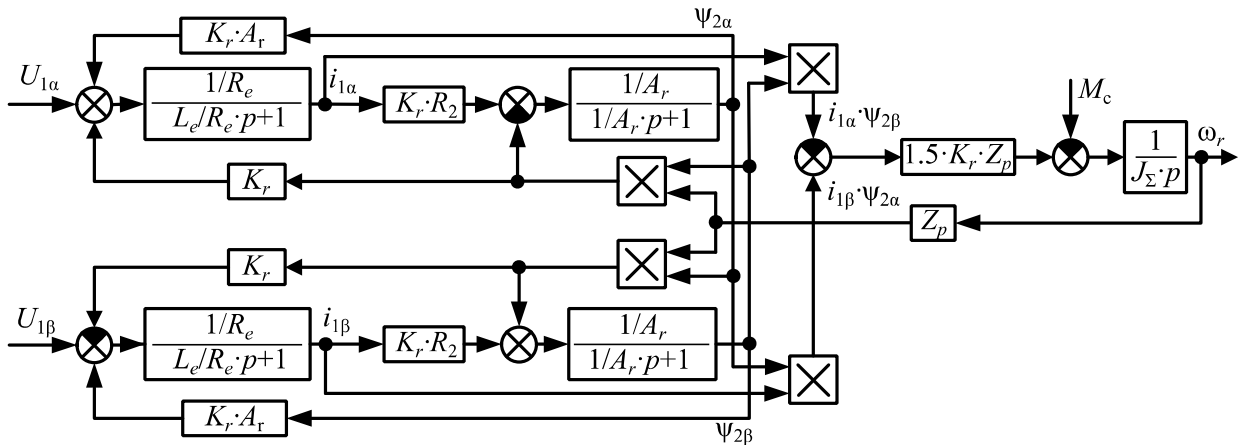 ψ2α
Kr·Ar
U1α
1/Re
Le/Re·p+1
i1α
Kr·R2
1/Ar
1/Ar·p+1
Mc
i1α·ψ2β
1.5·Kr·Zp
1
JΣ·p
ωr
Kr
i1β·ψ2α
Zp
Kr
U1β
1/Re
Le/Re·p+1
i1β
Kr·R2
1/Ar
1/Ar·p+1
Kr·Ar
ψ2β